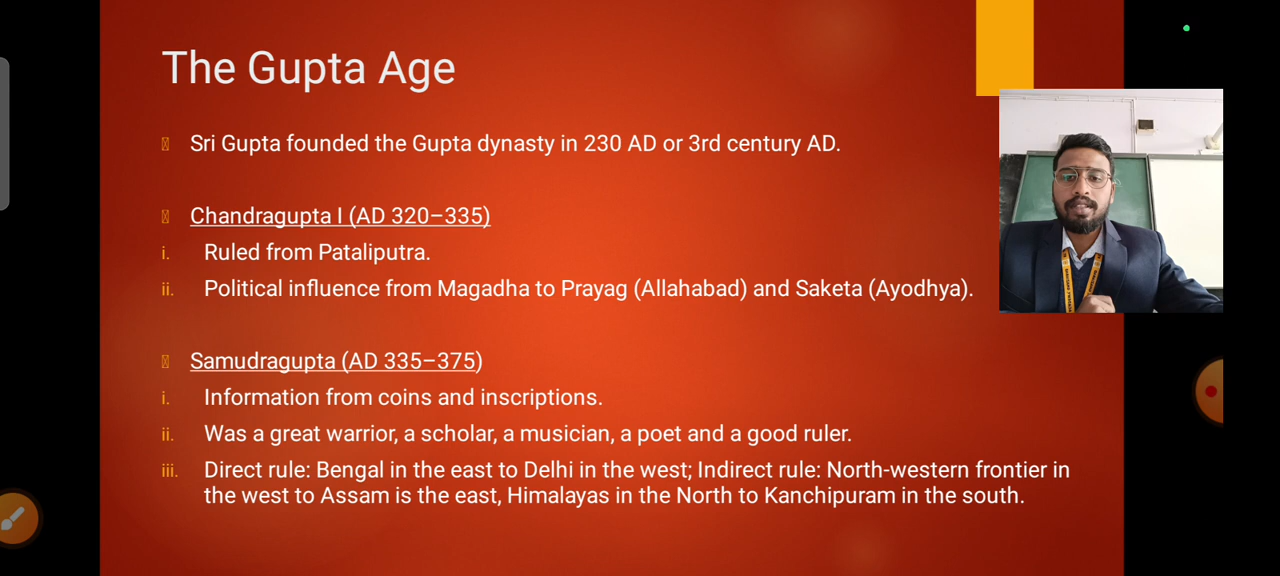 The Gupta Age
Sri Gupta founded the Gupta dynasty in 230 AD or 3rd century AD.
Chandragupta I (AD 320–335)
i. Ruled from Pataliputra.
ii. Political influence from Magadha to Prayag (Allahabad) and Saketa (Ayodhya).
Samudragupta (AD 335–375)
i. Information from coins and inscriptions.
ii. Was a great warrior, a scholar, a musician, a poet and a good ruler.
iii. Direct rule: Bengal in the east to Delhi in the west; Indirect rule: North-western frontier in
the west to Assam is the east, Himalayas in the North to Kanchipuram in the south.